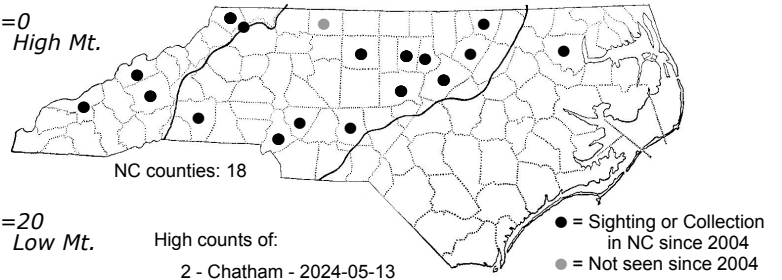 =0
High Mt.
NC counties: 18
=20
Low Mt.
High counts of:
2 - Chatham - 2024-05-13
= Sighting or Collection
in NC since 2004
= Not seen since 2004